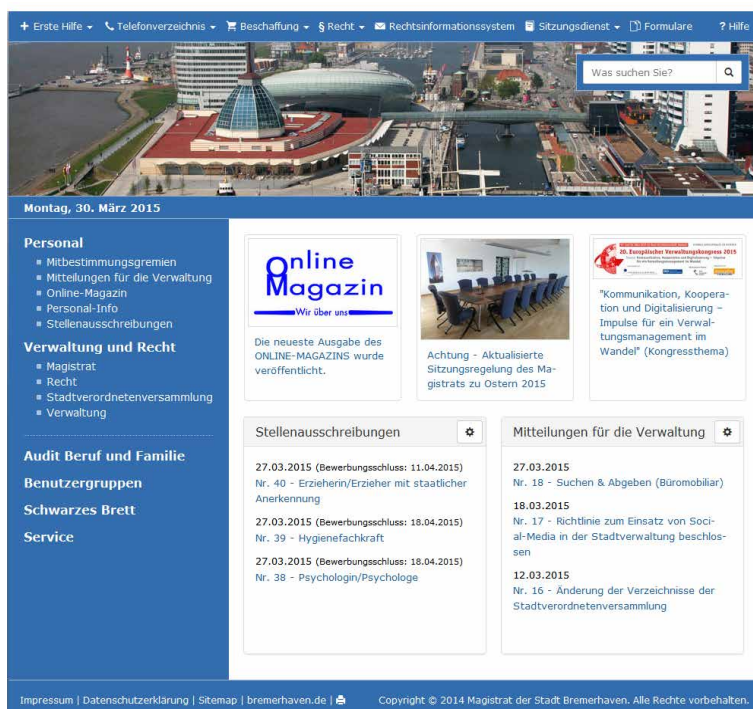 Erste Hilfe Telefonverzeichnis Beschaffung § Recht Rechtsinformationssystem Sitzungsdienst Formulare ? Hilfe
Was suchen Sie?
Montag, 30. März 2015
Personal
Mitbestimmungsgremien
Mitteilungen für die Verwaltung
Online-Magazin
Personal-Info
Stellenausschreibungen
Verwaltung und Recht
Magistrat
Recht
Stadtverordnetenversammlung
Verwaltung
Audit Beruf und Familie
Benutzergruppen
Schwarzes Brett
Service
Online
Magazin
Wir über uns
Die neueste Ausgabe des
ONLINE-MAGAZINS wurde
veröffentlicht.
Achtung - Aktualisierte
Sitzungsregelung des Ma-
gistrats zu Ostern 2015
20. Europäischer Verwaltungskongress 2015
"Kommunikation, Koopera-
tion und Digitalisierung –
Impulse für ein Verwal-
tungsmanagement im
Wandel" (Kongressthema)
Stellenausschreibungen
27.03.2015 (Bewerbungsschluss: 11.04.2015)
Nr. 40 - Erzieherin/Erzieher mit staatlicher
Anerkennung
27.03.2015 (Bewerbungsschluss: 18.04.2015)
Nr. 39 - Hygienefachkraft
27.03.2015 (Bewerbungsschluss: 18.04.2015)
Nr. 38 - Psychologin/Psychologe
Mitteilungen für die Verwaltung
27.03.2015
Nr. 18 - Suchen & Abgeben (Büromobiliar)
18.03.2015
Nr. 17 - Richtlinie zum Einsatz von Soci-
al-Media in der Stadtverwaltung beschlos-
sen
12.03.2015
Nr. 16 - Änderung der Verzeichnisse der
Stadtverordnetenversammlung
Impressum | Datenschutzerklärung | Sitemap | bremerhaven.de |
Copyright © 2014 Magistrat der Stadt Bremerhaven. Alle Rechte vorbehalten.